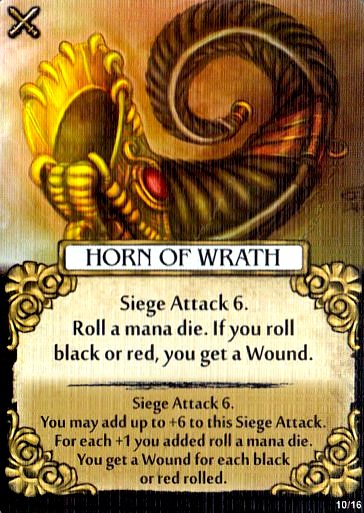 HORN OF WRATH
Siege Attack 6.
Roll a mana die. If you roll
black or red, you get a Wound.
Siege Attack 6.
You may add up to +6 to this Siege Attack.
For each +1 you added roll a mana die.
You get a Wound for each black
or red rolled.
10/16